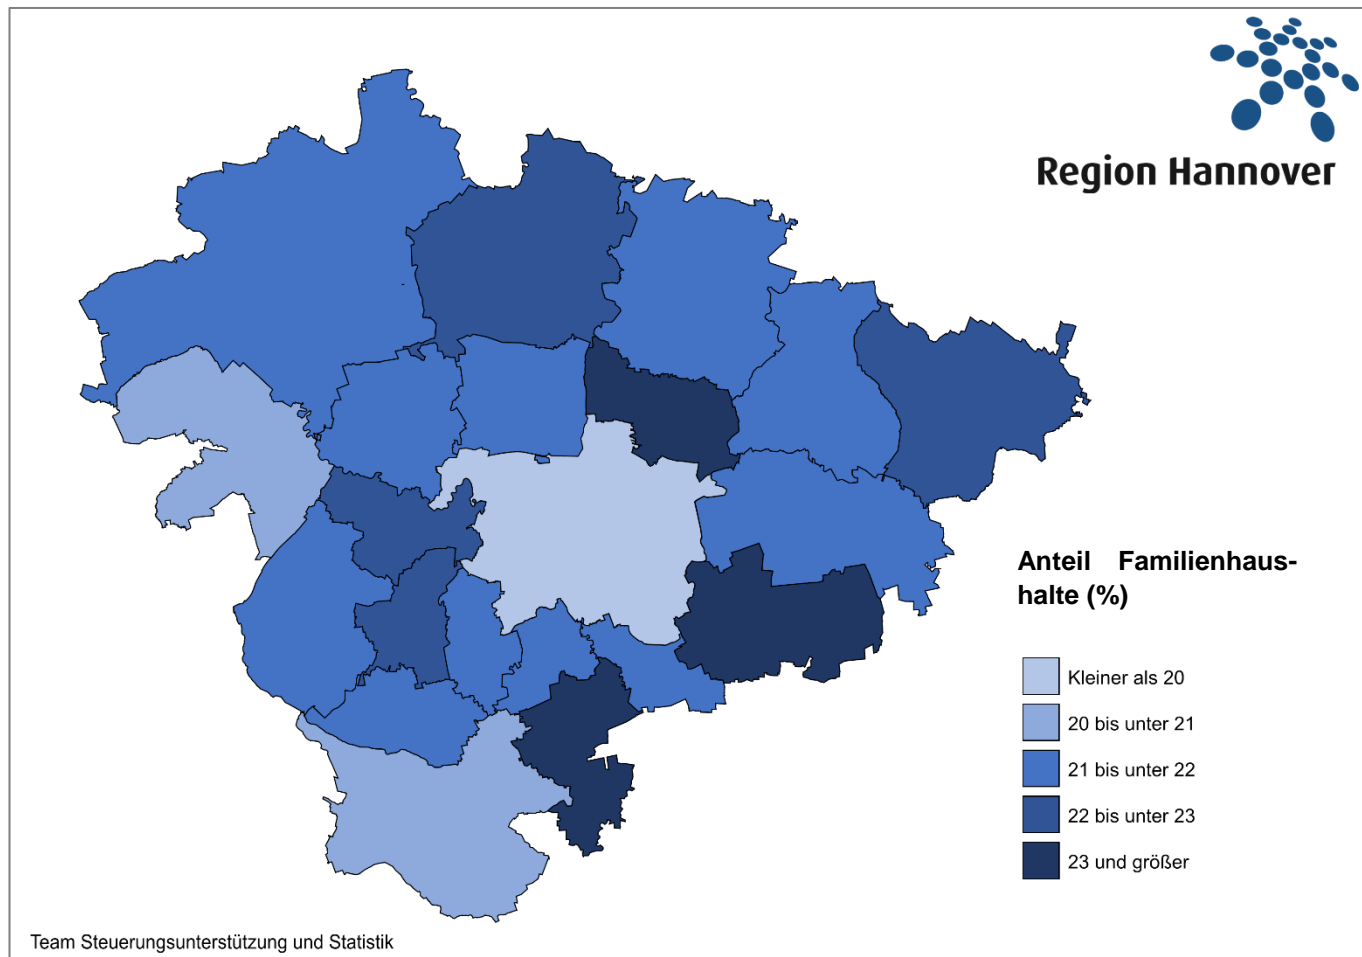 Region Hannover
Anteil Familienhaus-
halte (%)
Kleiner als 20
20 bis unter 21
21 bis unter 22
22 bis unter 23
23 und größer
Team Steuerungsunterstützung und Statistik